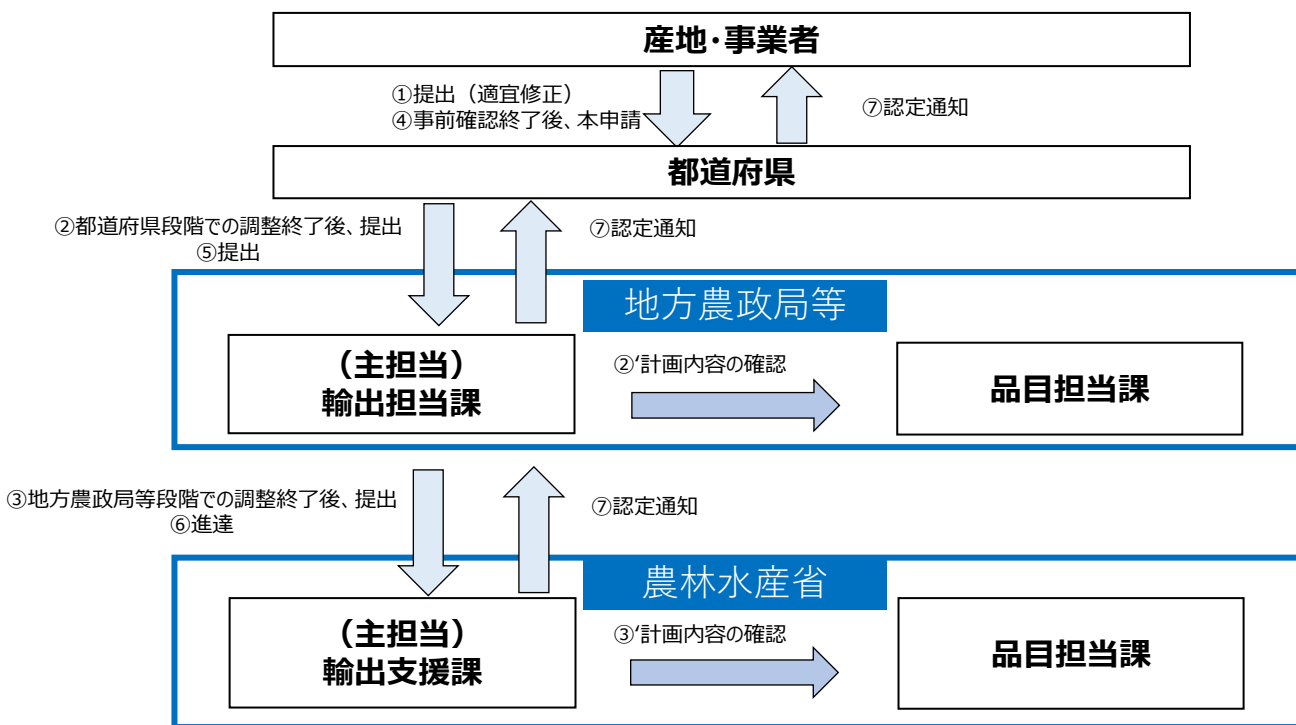 産地・事業者
①提出（適宜修正）
④事前確認終了後、本申請
⑦認定通知
都道府県
②都道府県段階での調整終了後、提出
⑤提出
⑦認定通知
地方農政局等
（主担当）
輸出担当課
②‘計画内容の確認
品目担当課
③地方農政局等段階での調整終了後、提出
⑥進達
⑦認定通知
農林水産省
（主担当）
輸出支援課
③‘計画内容の確認
品目担当課